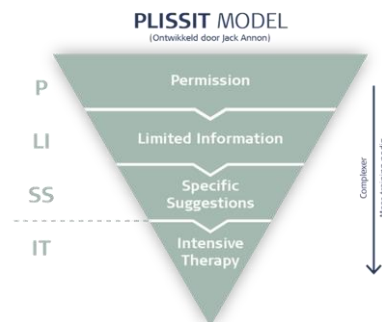 PLISSIT MODEL
(Ontwikkeld door Jack Annon)
P
Permission
LI
Limited Information
SS
Specific
Suggestions
IT
Intensive
Therapy
Complexer